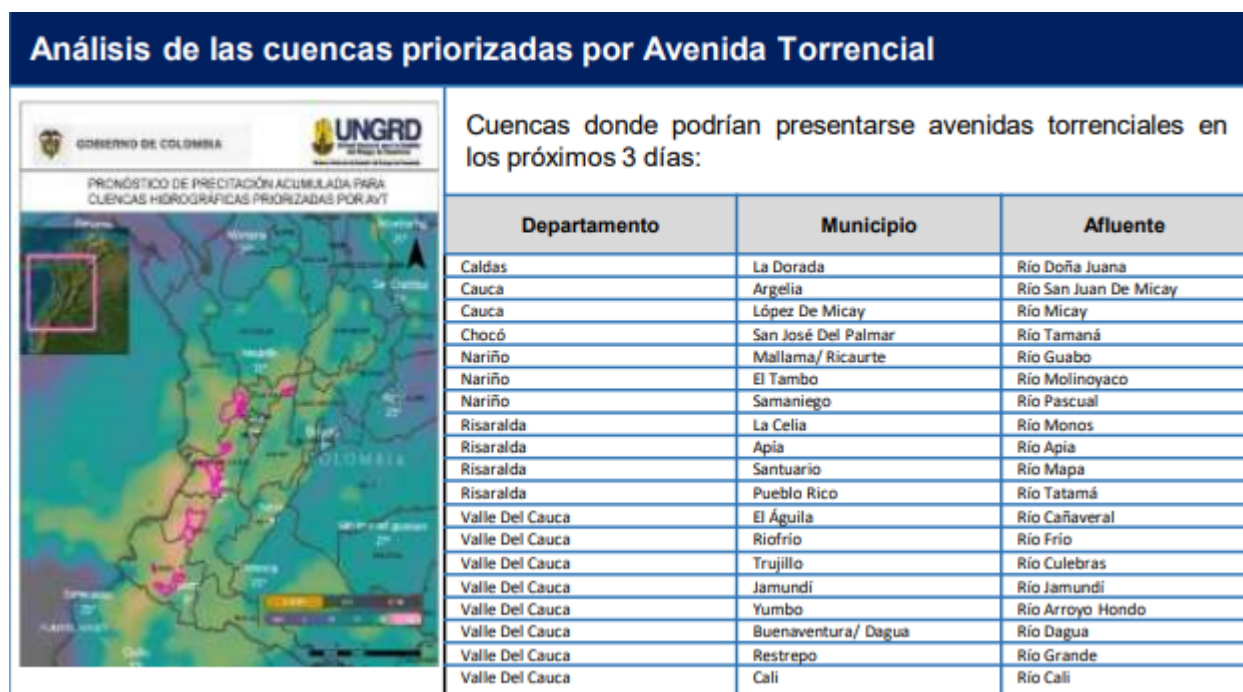 Análisis de las cuencas priorizadas por Avenida Torrencial
GOBIERNO DE COLOMBIA
UNGRD
PRONÓSTICO DE PRECITACIÓN ACUMULADA PARA
CUENCAS HIDROGRÁFICAS PRIORIZADAS POR AVT
COLOMBIA
Cuencas donde podrían presentarse avenidas torrenciales en
los próximos 3 días:
Departamento Municipio Afluente
Caldas La Dorada Río Doña Juana
Cauca Argelia Río San Juan De Micay
Cauca López De Micay Río Micay
Chocó San José Del Palmar Río Tamaná
Nariño Mallama/ Ricaurte Río Guabo
Nariño El Tambo Río Molinoyaco
Nariño Samaniego Río Pascual
Risaralda La Celia Río Monos
Risaralda Apía Río Apia
Risaralda Santuario Río Mapa
Risaralda Pueblo Rico Río Tatamá
Valle Del Cauca El Águila Río Cañaveral
Valle Del Cauca Riofrío Río Frío
Valle Del Cauca Trujillo Río Culebras
Valle Del Cauca Jamundí Río Jamundí
Valle Del Cauca Yumbo Río Arroyo Hondo
Valle Del Cauca Buenaventura/ Dagua Río Dagua
Valle Del Cauca Restrepo Río Grande
Valle Del Cauca Cali Río Cali